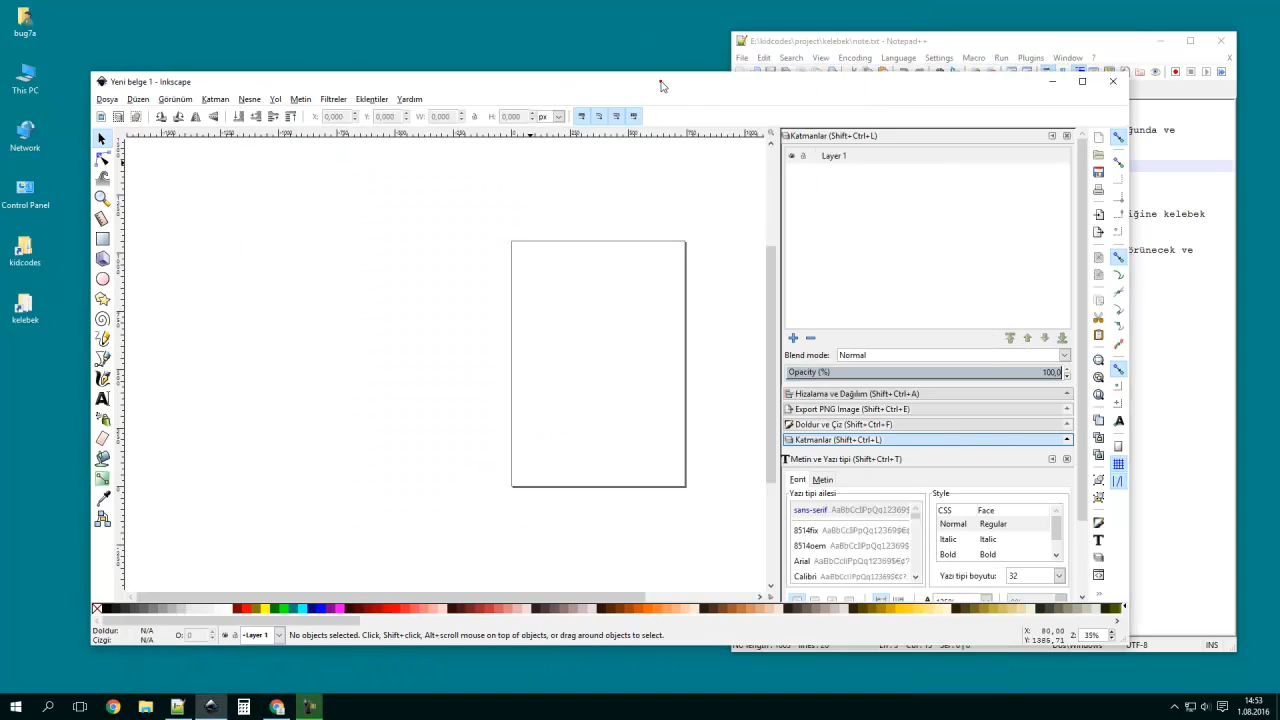 bug7a
This PC
Network
Control Panel
kidcodes
kelebek
E:\kidcodes\project\kelebek\note.txt - Notepad++
File Edit Search View Encoding Language Settings Macro Run Plugins Window ? X
Yeni belge 1 - Inkscape
Dosya Düzen Görünüm Katman Nesne Yol Metin Filtreler Eklentiler Yardım
X: 0,000 Y: 0,000 W: 0,000 H: 0,000 px
ğunda ve
iğine kelebek
örünecek ve
Katmanlar (Shift+Ctrl+L)
Layer 1
Blend mode: Normal
Opacity (%) 100,0
Hizalama ve Dağılım (Shift+Ctrl+A)
Export PNG Image (Shift+Ctrl+E)
Doldur ve Çiz (Shift+Ctrl+F)
Katmanlar (Shift+Ctrl+L)
Metin ve Yazı tipi (Shift+Ctrl+T)
Font Metin
Yazı tipi ailesi Style
sans-serif AaBbCcIiPpQq12369$
CSS Face
8514fix AaBbCcIiPpQq12369$
Normal Regular
8514oem AaBbCcIiPpQq12369$
Italic Italic
Arial AaBbCcIiPpQq12369$€¢?
Bold Bold
Calibri AaBbCcIiPpQq12369$€¢?.
Yazı tipi boyutu: 32
Doldur: N/A
Çizgi: N/A
O: 0
Layer 1
No objects selected. Click, Shift+click, Alt+scroll mouse on top of objects, or drag around objects to select.
X: 80,00
Y: 1385,71
Z: 35%
UTF-8 INS
14:53
1.08.2016